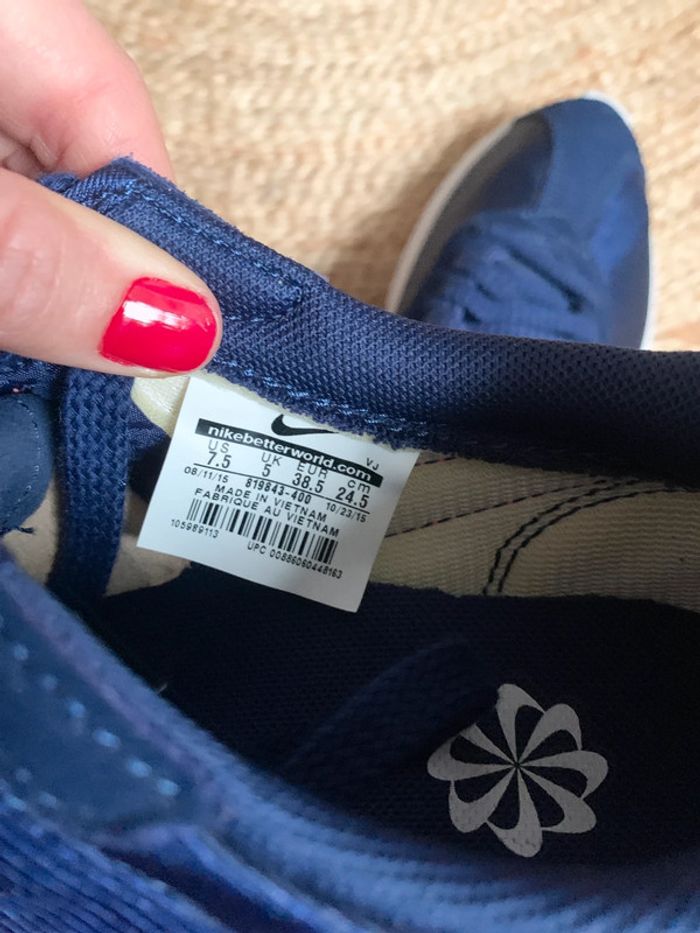 nikebetterworld.com
US UK EUR cm VJ
7.5 5 38.5 24.5
08/11/15 819843-400 10/23/15
MADE IN VIETNAM
FABRIQUE AU VIETNAM
105989113
UPC 00886060448163